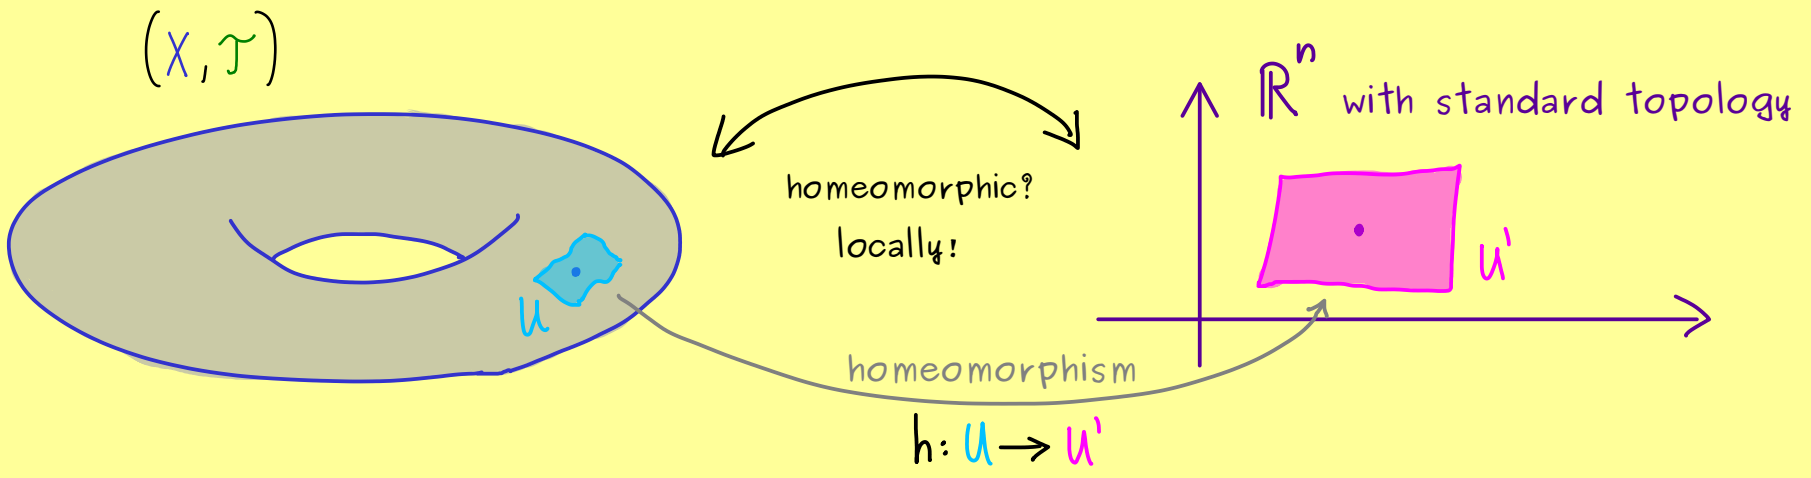 (X, 𝒯)
ℝⁿ with standard topology
homeomorphic?
locally!
U
U'
homeomorphism
h: U → U'